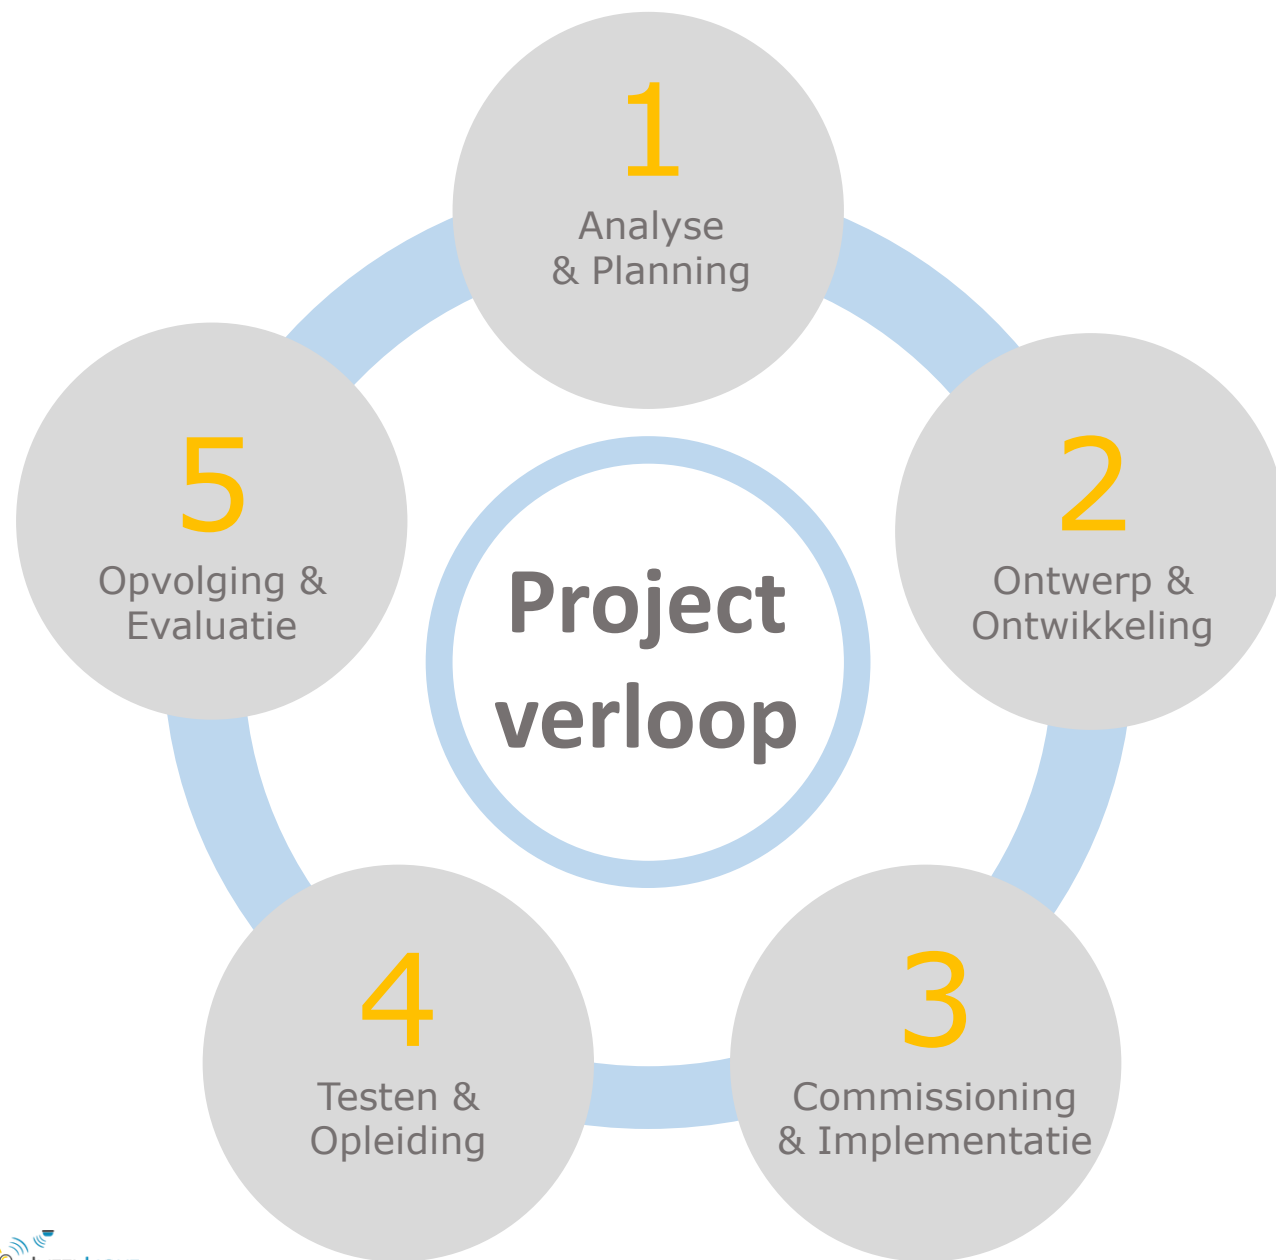 1
Analyse
& Planning
2
Ontwerp &
Ontwikkeling
3
Commissioning
& Implementatie
4
Testen &
Opleiding
5
Opvolging &
Evaluatie
Project
verloop